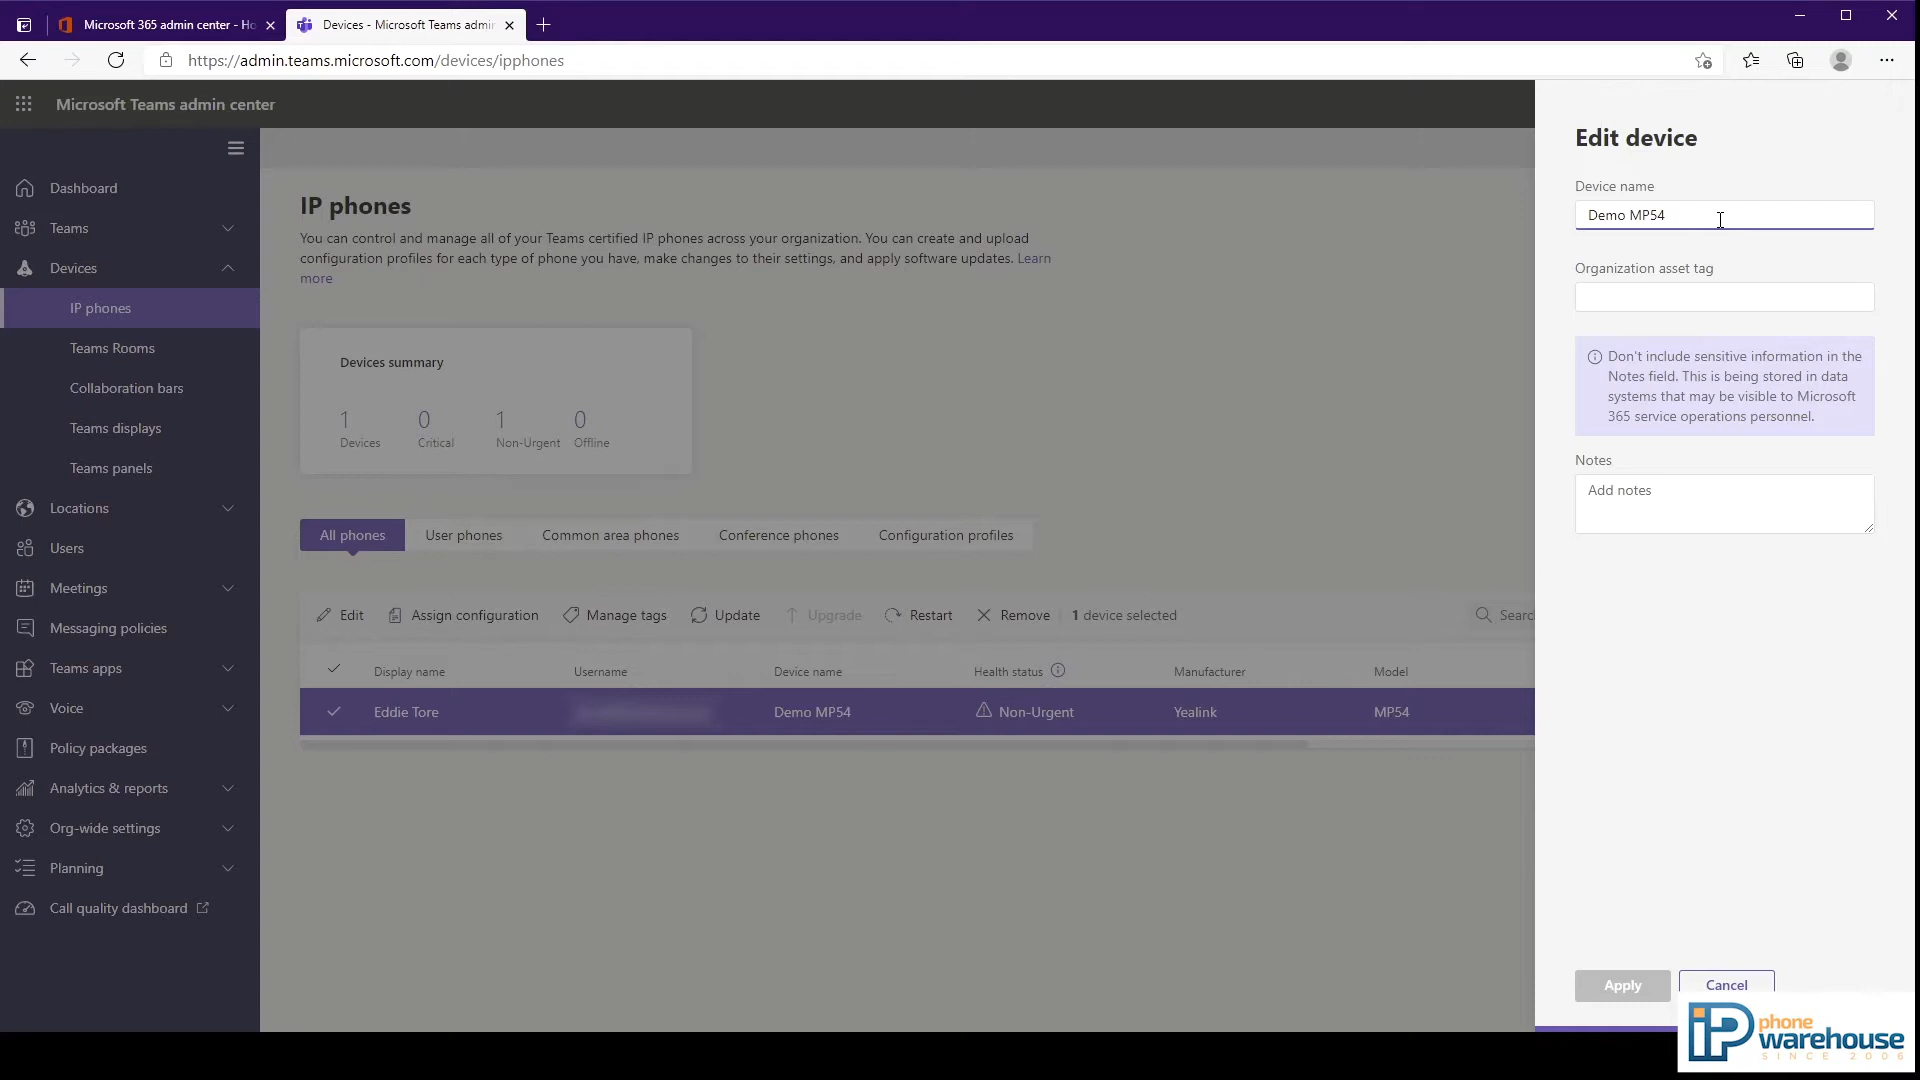 Microsoft 365 admin center - Ho
Devices - Microsoft Teams admin
https://admin.teams.microsoft.com/devices/ipphones
Microsoft Teams admin center
Dashboard
Teams
Devices
IP phones
Teams Rooms
Collaboration bars
Teams displays
Teams panels
Locations
Users
Meetings
Messaging policies
Teams apps
Voice
Policy packages
Analytics & reports
Org-wide settings
Planning
Call quality dashboard
IP phones
You can control and manage all of your Teams certified IP phones across your organization. You can create and upload
configuration profiles for each type of phone you have, make changes to their settings, and apply software updates. Learn
more
Devices summary
1 0 1 0
Devices Critical Non-Urgent Offline
All phones User phones Common area phones Conference phones Configuration profiles
Edit Assign configuration Manage tags Update Upgrade Restart Remove 1 device selected Searc
Display name Username Device name Health status Manufacturer Model
Eddie Tore Demo MP54 Non-Urgent Yealink MP54
Edit device
Device name
Demo MP54
Organization asset tag
Don't include sensitive information in the
Notes field. This is being stored in data
systems that may be visible to Microsoft
365 service operations personnel.
Notes
Add notes
Apply Cancel
iP phone
warehouse
SINCE 2006